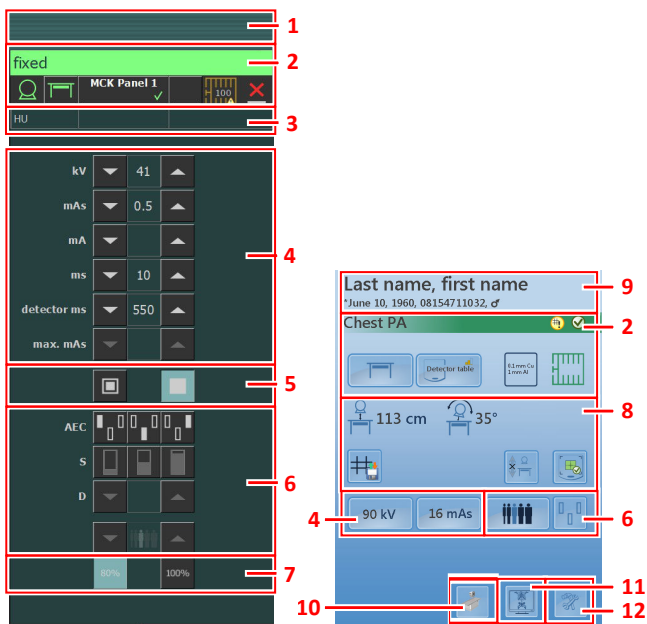 1
fixed
2
MCK Panel 1
100
HU
3
kV 41
mAs 0.5
mA
4
ms 10
detector ms 550
max. mAs
5
AEC
S
6
D
80% 100%
7
Last name, first name
9
*June 10, 1960, 08154711032, ♂
Chest PA
2
Detector table
0.1 mm Cu
1 mm Al
113 cm 35°
8
4
90 kV 16 mAs
6
10
11
12